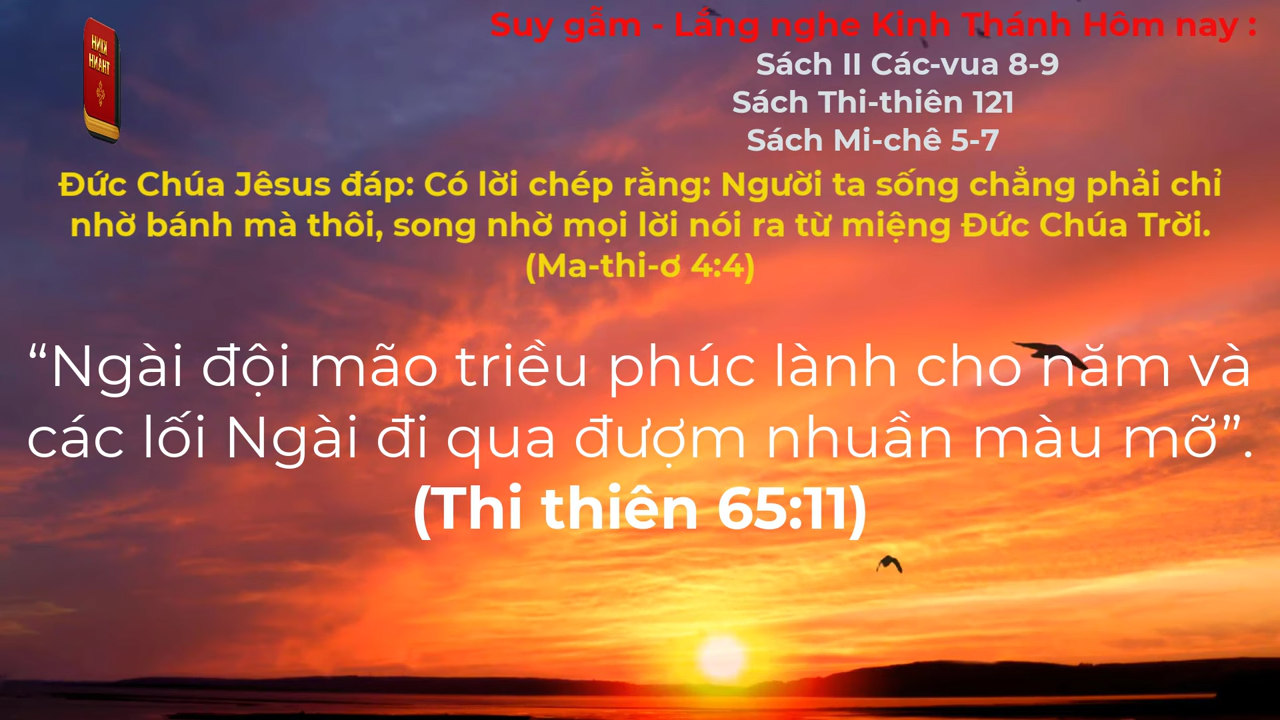 KINH
THÁNH
Suy gẫm - Lắng nghe Kinh Thánh Hôm nay :
Sách II Các-vua 8-9
Sách Thi-thiên 121
Sách Mi-chê 5-7
Đức Chúa Jêsus đáp: Có lời chép rằng: Người ta sống chẳng phải chỉ
nhờ bánh mà thôi, song nhờ mọi lời nói ra từ miệng Đức Chúa Trời.
(Ma-thi-ơ 4:4)
“Ngài đội mão triều phúc lành cho năm và
các lối Ngài đi qua đượm nhuần màu mỡ”.
(Thi thiên 65:11)